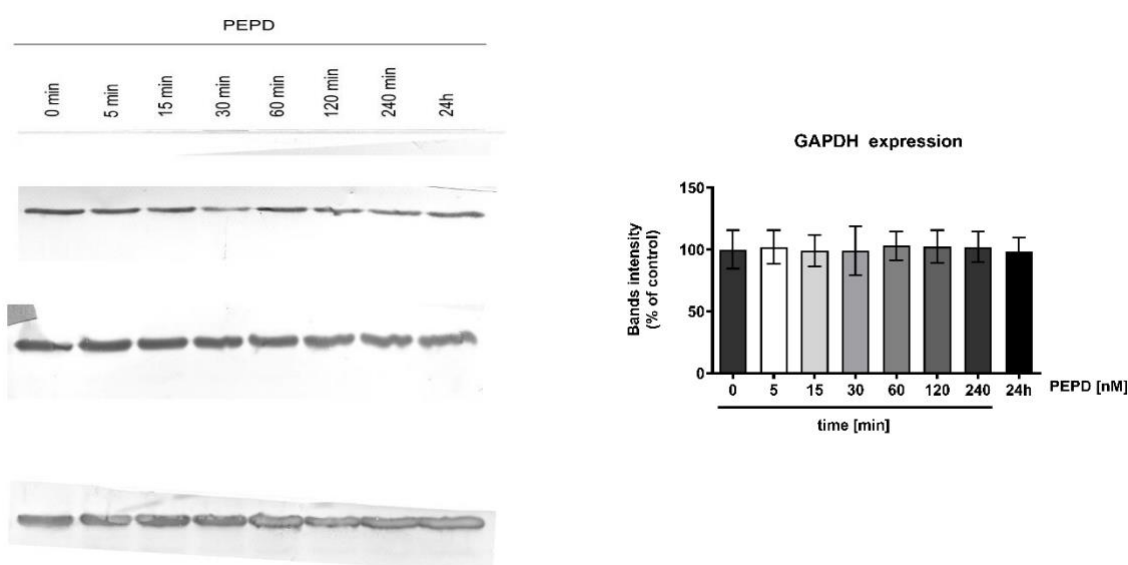 PEPD
0 min 5 min 15 min 30 min 60 min 120 min 240 min 24h
GAPDH expression
Bands intensity
(% of control)
150
100
50
0
0 5 15 30 60 120 240 24h PEPD [nM]
time [min]